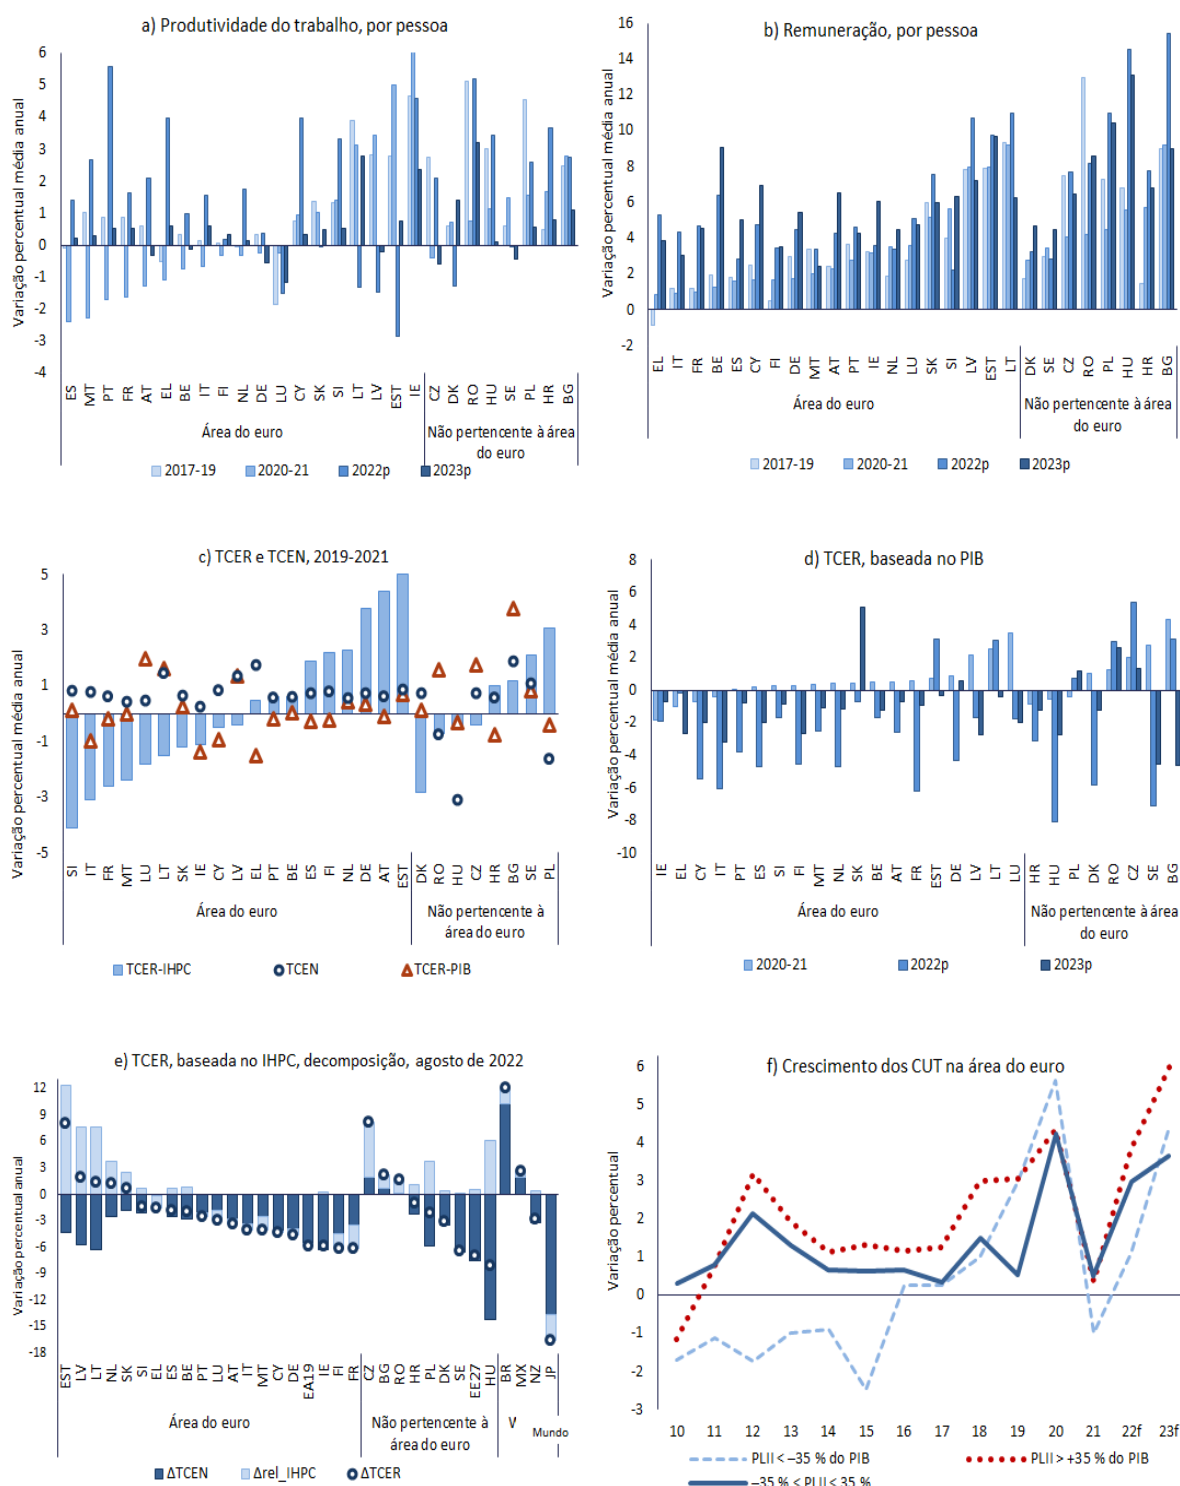 a) Produtividade do trabalho, por pessoa
Variação percentual média anual
6
5
4
3
2
1
0
-1
-2
-3
-4
ES MT PT FR AT EL BE IT FI NL DE LU CY SK SI LT LV EST IE CZ DK RO HU SE PL HR BG
Área do euro
Não pertencente à área
do euro
2017-19 2020-21 2022p 2023p
b) Remuneração, por pessoa
Variação percentual média anual
16
14
12
10
8
6
4
2
0
-2
EL IT FR BE ES CY FI DE MT AT PT IE NL LU SK SI LV EST LT DK SE CZ RO PL HU HR BG
Área do euro
Não pertencente à área
do euro
2017-19 2020-21 2022p 2023p
c) TCER e TCEN, 2019-2021
Variação percentual média anual
5
3
1
-1
-3
-5
SI IT FR MT LU LT SK IE CY LV EL PT BE ES FI NL DE AT EST DK RO HU CZ HR BG SE PL
Área do euro
Não pertencente à
área do euro
TCER-IHPC TCEN TCER-PIB
d) TCER, baseada no PIB
Variação percentual média anual
8
6
4
2
0
-2
-4
-6
-8
-10
IE EL CY IT PT ES SI FI MT NL SK BE AT FR EST DE LV LT LU HR HU PL DK RO CZ SE BG
Área do euro
Não pertencente à área
do euro
2020-21 2022p 2023p
e) TCER, baseada no IHPC, decomposição, agosto de 2022
Variação percentual média anual
12
9
6
3
0
-3
-6
-9
-12
-15
-18
EST LV LT NL SK SI EL ES BE PT LU AT IT MT CY DE EA19 IE FI FR CZ BG RO HR PL DK SE EE27 HU BR MX NZ JP
Área do euro
Não pertencente à
área do euro
Mundo
ΔTCEN Δrel_IHPC ΔTCER
f) Crescimento dos CUT na área do euro
Variação percentual
6
5
4
3
2
1
0
-1
-2
-3
10 11 12 13 14 15 16 17 18 19 20 21 22f 23f
PLII < –35 % do PIB PLII > +35 % do PIB
–35 % < PLII < 35 %